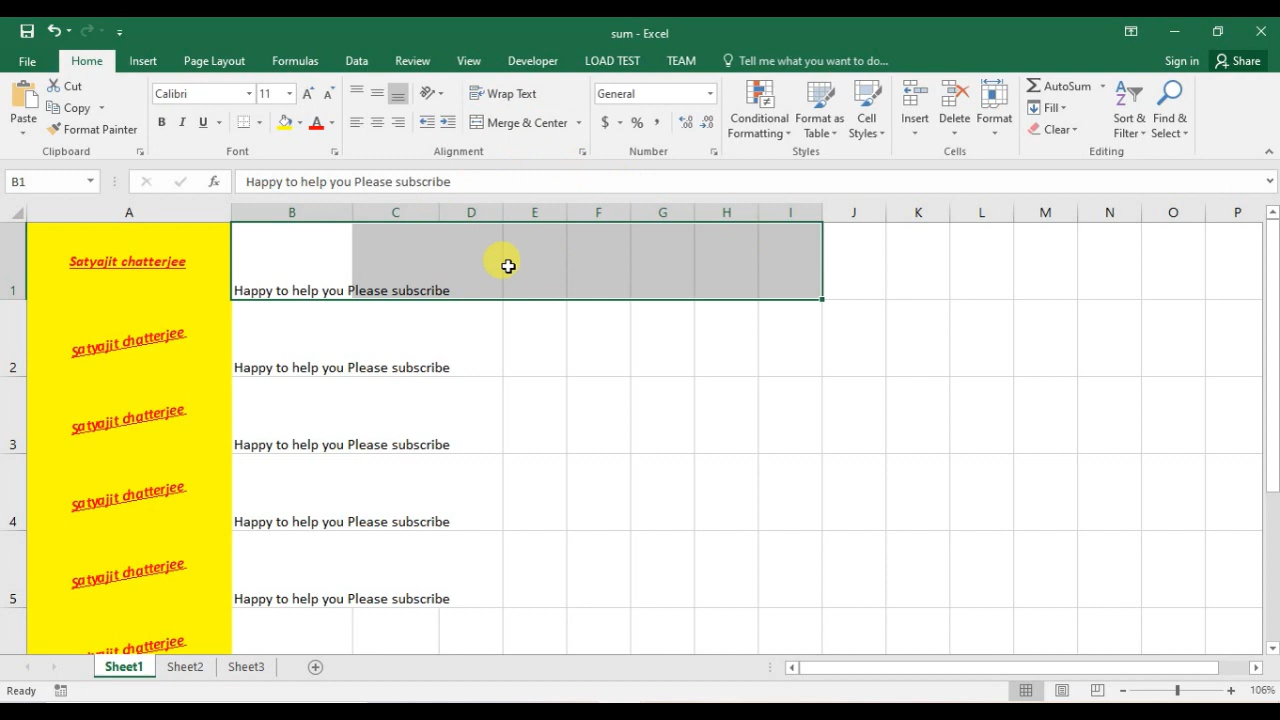 sum - Excel
File Home Insert Page Layout Formulas Data Review View Developer LOAD TEST TEAM Tell me what you want to do... Sign in Share
Paste Cut Copy Format Painter Clipboard
Calibri 11 A A B I U A Font
Wrap Text Merge & Center Alignment
General $ % , Number
Conditional Formatting Format as Table Cell Styles Styles
Insert Delete Format Cells
AutoSum Fill Clear Sort & Filter Find & Select Editing
B1 fx Happy to help you Please subscribe
A B C D E F G H I J K L M N O P
1 Satyajit chatterjee Happy to help you Please subscribe
2 Satyajit chatterjee Happy to help you Please subscribe
3 Satyajit chatterjee Happy to help you Please subscribe
4 Satyajit chatterjee Happy to help you Please subscribe
5 Satyajit chatterjee Happy to help you Please subscribe
Satyajit chatterjee
Sheet1 Sheet2 Sheet3
Ready 106%